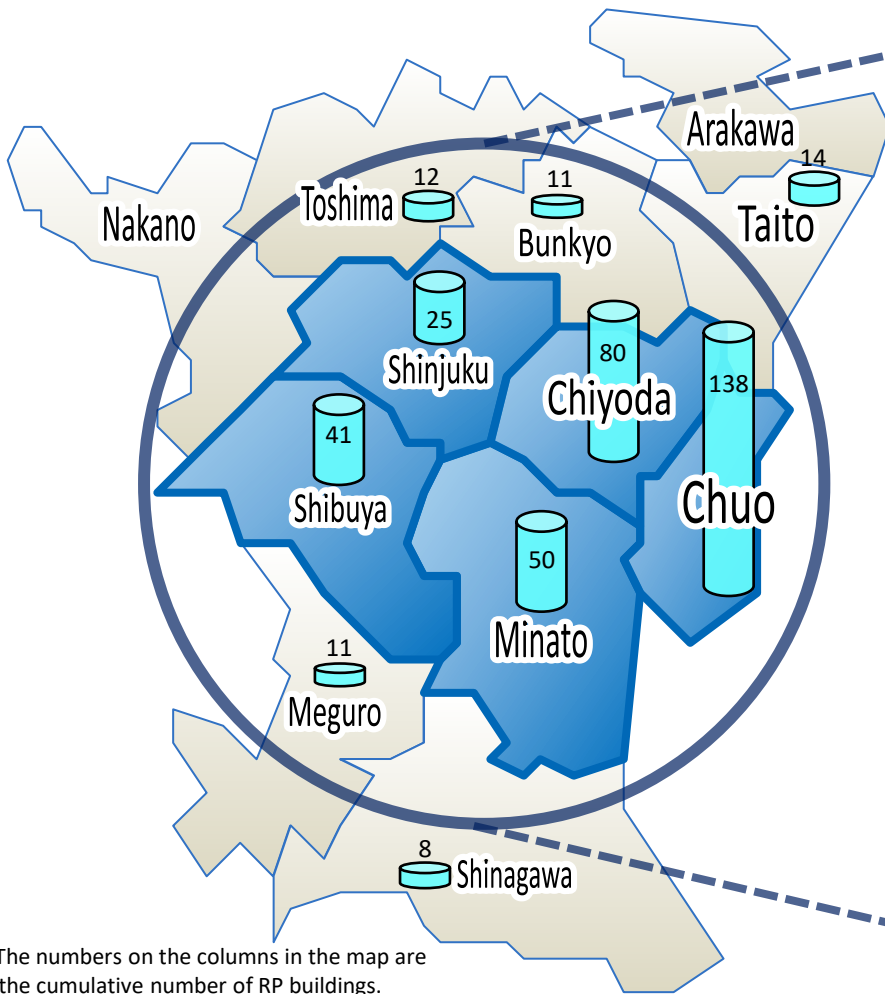 Arakawa
14
Taito
12
Toshima
11
Bunkyo
Nakano
25
Shinjuku
80
Chiyoda
138
Chuo
41
Shibuya
50
Minato
11
Meguro
8
Shinagawa
The numbers on the columns in the map are
the cumulative number of RP buildings.